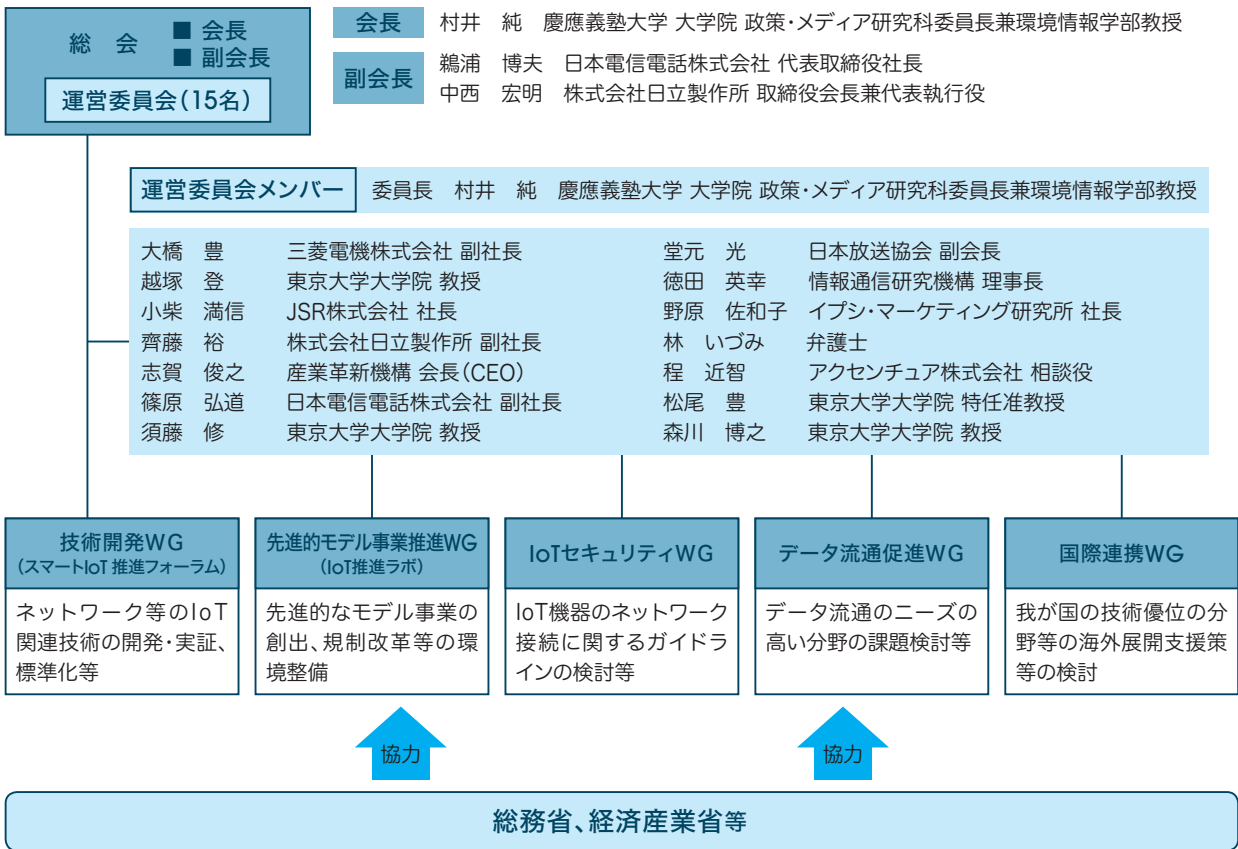 総　会
■ 会長
■ 副会長
運営委員会（15名）
会長　村井　純　慶應義塾大学 大学院 政策・メディア研究科委員長兼環境情報学部教授
副会長
鵜浦　博夫　日本電信電話株式会社 代表取締役社長
中西　宏明　株式会社日立製作所 取締役会長兼代表執行役
運営委員会メンバー　委員長　村井　純　慶應義塾大学 大学院 政策・メディア研究科委員長兼環境情報学部教授
大橋　豊　三菱電機株式会社 副社長
越塚　登　東京大学大学院 教授
小柴　満信　JSR株式会社 社長
齊藤　裕　株式会社日立製作所 副社長
志賀　俊之　産業革新機構 会長（CEO）
篠原　弘道　日本電信電話株式会社 副社長
須藤　修　東京大学大学院 教授
堂元　光　日本放送協会 副会長
徳田　英幸　情報通信研究機構 理事長
野原　佐和子　イプシ・マーケティング研究所 社長
林　いづみ　弁護士
程　近智　アクセンチュア株式会社 相談役
松尾　豊　東京大学大学院 特任准教授
森川　博之　東京大学大学院 教授
技術開発WG
（スマートIoT 推進フォーラム）
ネットワーク等のIoT
関連技術の開発・実証、
標準化等
先進的モデル事業推進WG
（IoT推進ラボ）
先進的なモデル事業の
創出、規制改革等の環
境整備
IoTセキュリティWG
IoT機器のネットワーク
接続に関するガイドラ
インの検討等
データ流通促進WG
データ流通のニーズの
高い分野の課題検討等
国際連携WG
我が国の技術優位の分
野等の海外展開支援策
等の検討
協力
協力
総務省、経済産業省等